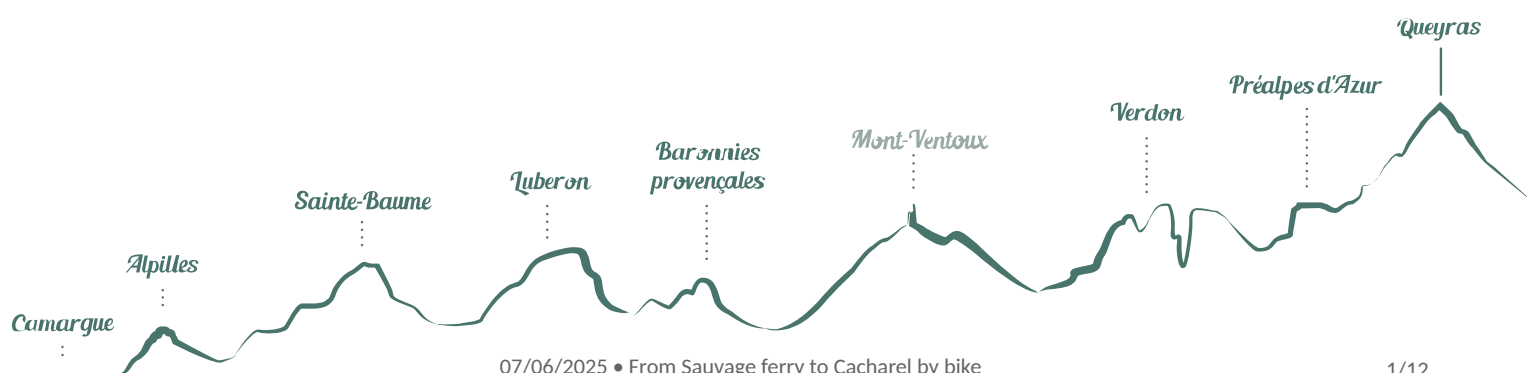 Camargue
Alpilles
Sainte-Baume
Luberon
Baronnies
provençales
Mont-Ventoux
Verdon
Préalpes d'Azur
Queyras
07/06/2025 • From Sauvage ferry to Cacharel by bike
1/12